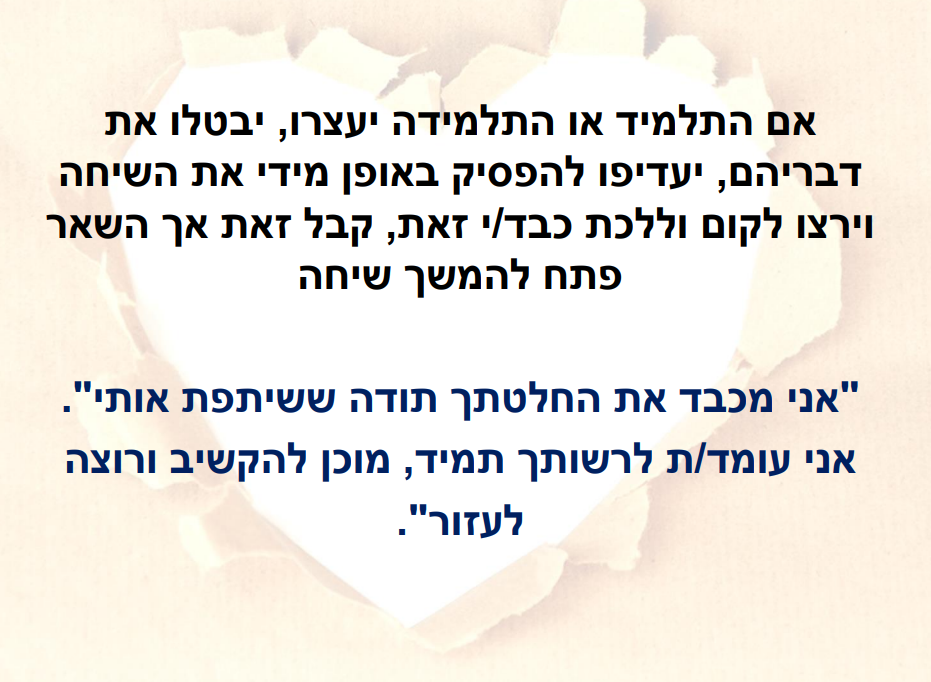 אם התלמיד או התלמידה יעצרו, יבטלו את
דבריהם, יעדיפו להפסיק באופן מידי את השיחה
וירצו לקום וללכת כבד/י זאת, קבל זאת אך השאר
פתח להמשך שיחה
"אני מכבד את החלטתך תודה ששיתפת אותי".
אני עומד/ת לרשותך תמיד, מוכן להקשיב ורוצה
לעזור".